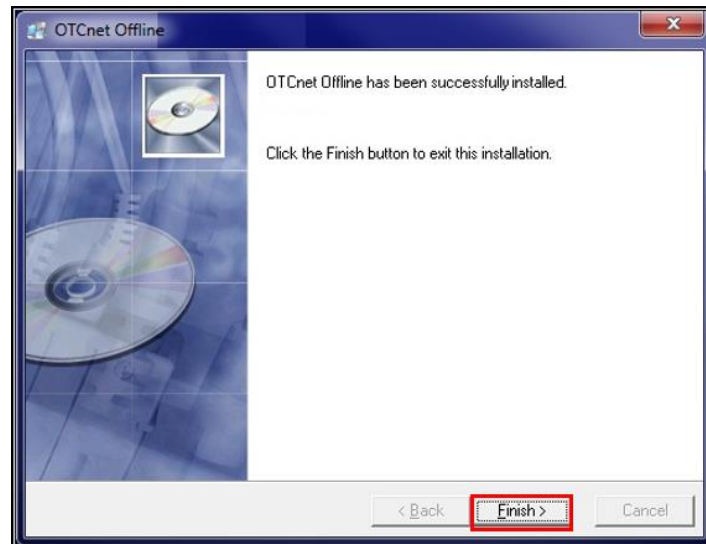 OTCnet Offline
OTCnet Offline has been successfully installed.
Click the Finish button to exit this installation.
< Back Finish > Cancel